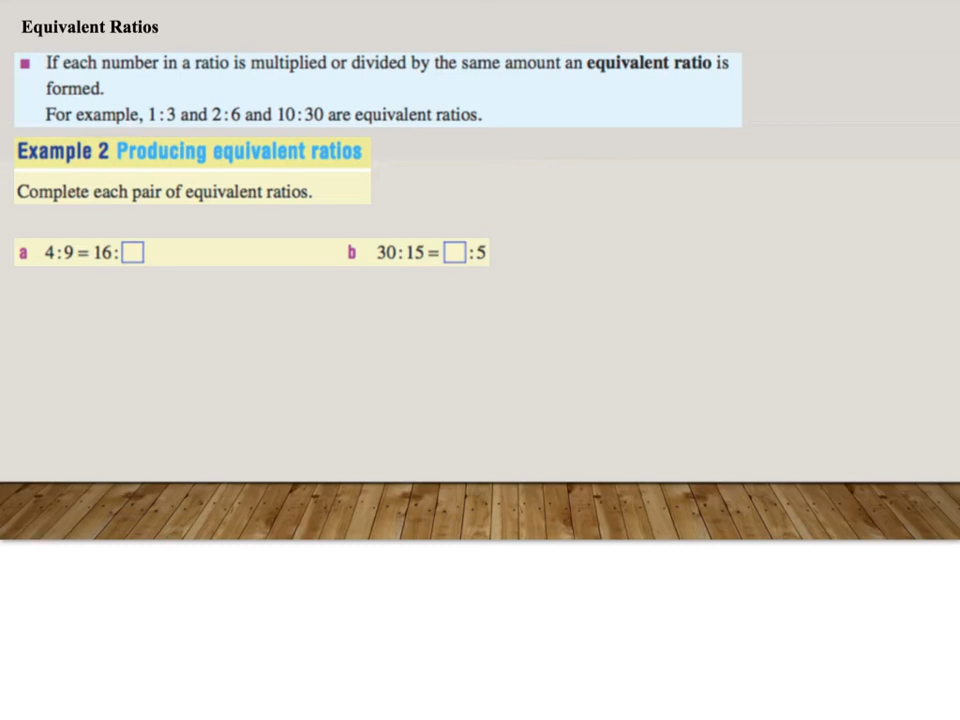 Equivalent Ratios
If each number in a ratio is multiplied or divided by the same amount an equivalent ratio is
formed.
For example, 1:3 and 2:6 and 10:30 are equivalent ratios.
Example 2 Producing equivalent ratios
Complete each pair of equivalent ratios.
a 4:9 = 16:□ b 30:15 = □:5